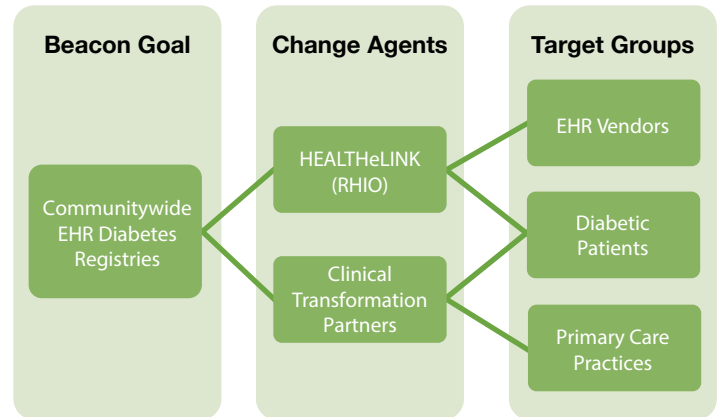 Beacon Goal
Communitywide
EHR Diabetes
Registries
Change Agents
HEALTHeLINK
(RHIO)
Clinical
Transformation
Partners
Target Groups
EHR Vendors
Diabetic
Patients
Primary Care
Practices